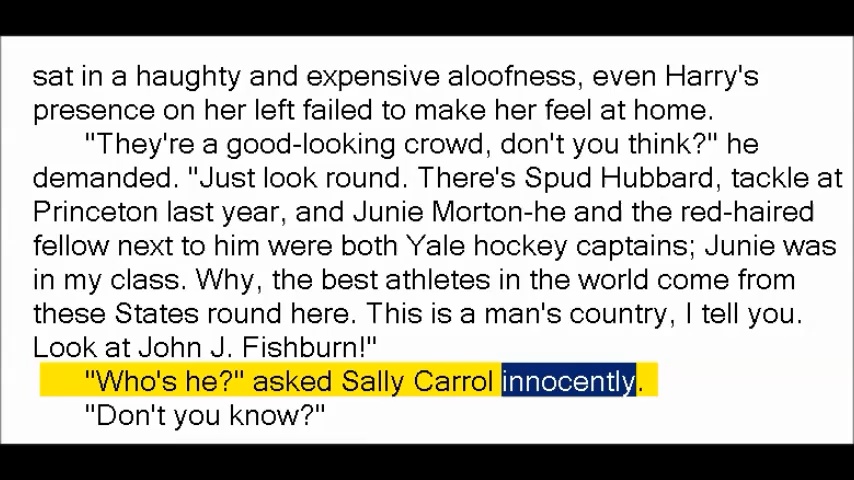 sat in a haughty and expensive aloofness, even Harry's
presence on her left failed to make her feel at home.
"They're a good-looking crowd, don't you think?" he
demanded. "Just look round. There's Spud Hubbard, tackle at
Princeton last year, and Junie Morton-he and the red-haired
fellow next to him were both Yale hockey captains; Junie was
in my class. Why, the best athletes in the world come from
these States round here. This is a man's country, I tell you.
Look at John J. Fishburn!"
"Who's he?" asked Sally Carrol innocently.
"Don't you know?"